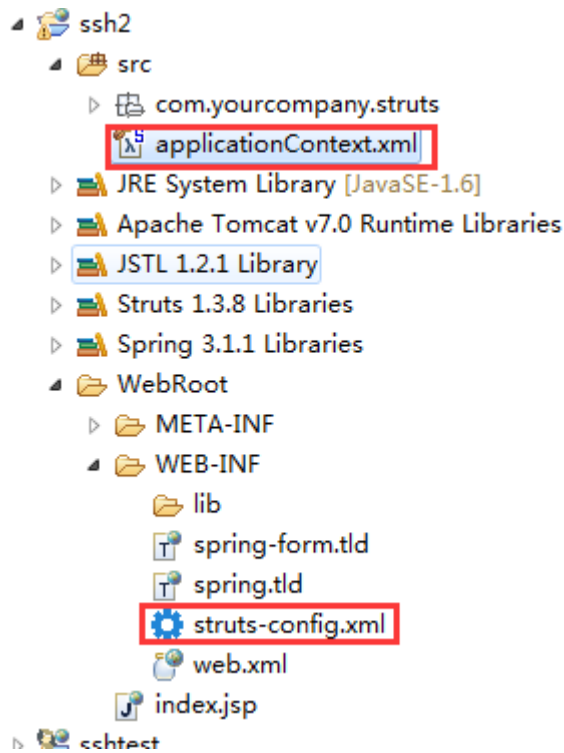 ssh2
src
com.yourcompany.struts
applicationContext.xml
JRE System Library [JavaSE-1.6]
Apache Tomcat v7.0 Runtime Libraries
JSTL 1.2.1 Library
Struts 1.3.8 Libraries
Spring 3.1.1 Libraries
WebRoot
META-INF
WEB-INF
lib
spring-form.tld
spring.tld
struts-config.xml
web.xml
index.jsp
sshtest